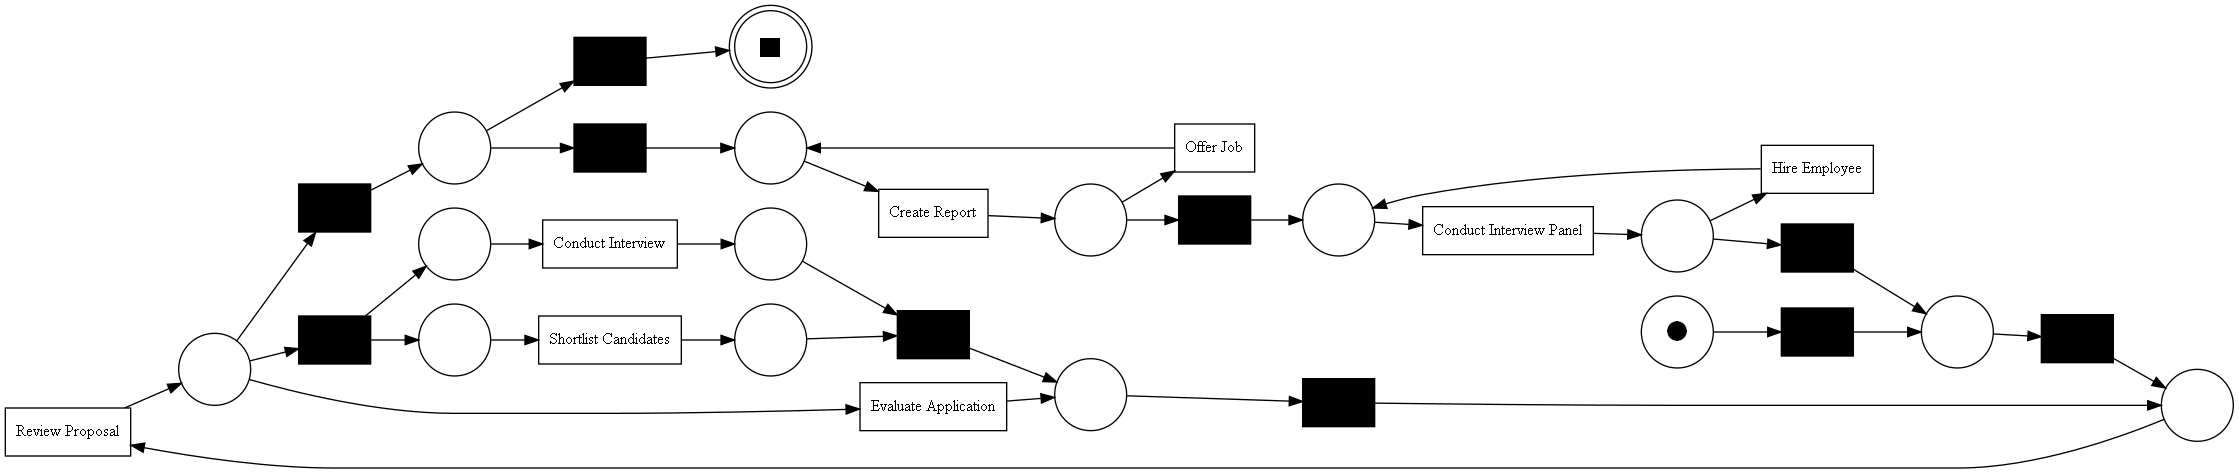 Offer Job
Hire Employee
Create Report
Conduct Interview Panel
Conduct Interview
Shortlist Candidates
Evaluate Application
Review Proposal